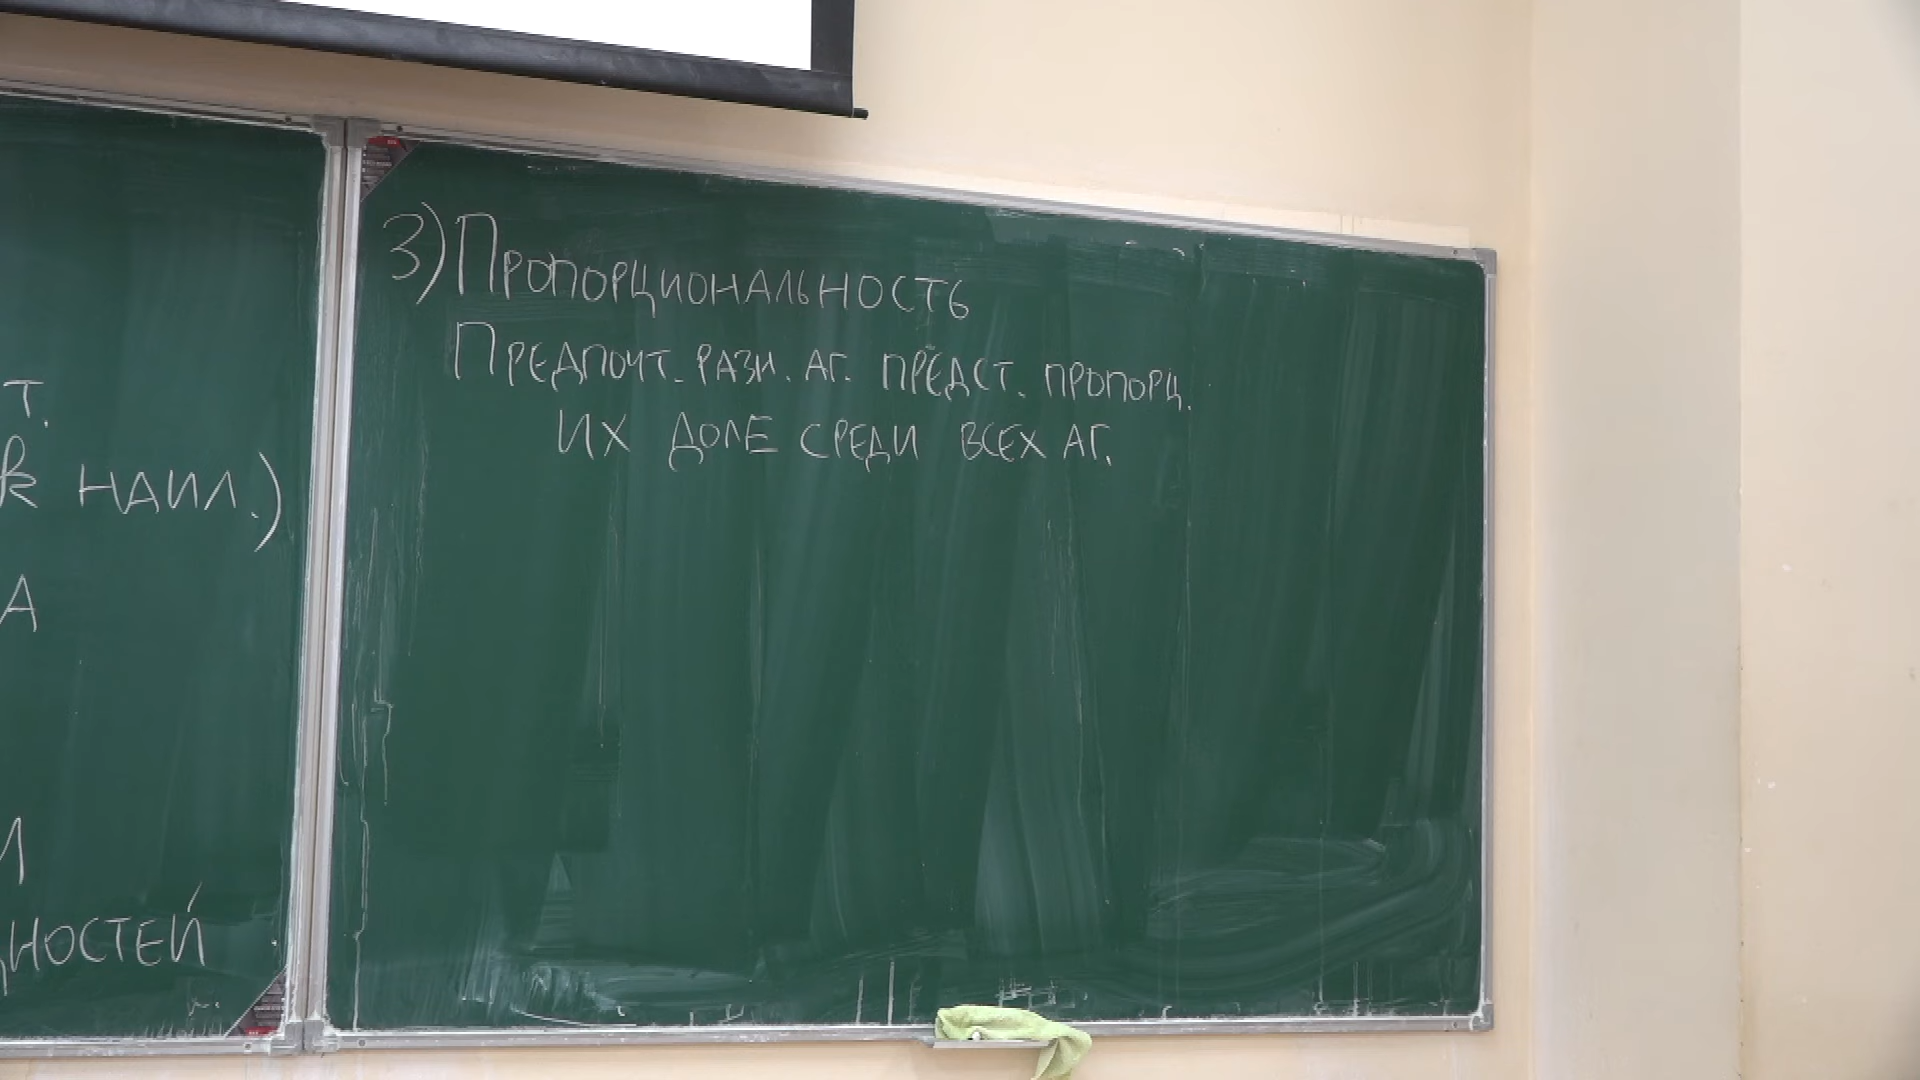 т.
k наил.)
А
ностей
3) Пропорциональность
Предпочт. разн. аг. предст. пропорц.
их доле среди всех аг.